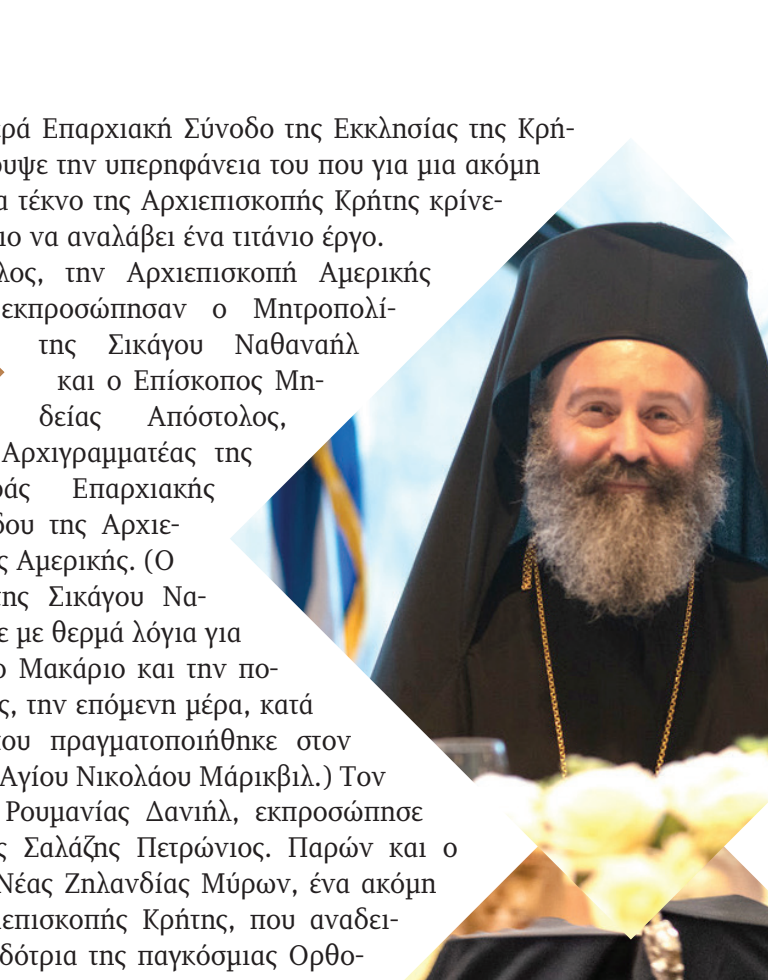 ρά Επαρχιακή Σύνοδο της Εκκλησίας της Κρή-
υψε την υπερηφάνεια του που για μια ακόμη
α τέκνο της Αρχιεπισκοπής Κρήτης κρίνε-
ιο να αναλάβει ένα τιτάνιο έργο.
λος, την Αρχιεπισκοπή Αμερικής
εκπροσώπησαν ο Μητροπολί-
της Σικάγου Ναθαναήλ
και ο Επίσκοπος Μη-
δείας Απόστολος,
Αρχιγραμματέας της
άς Επαρχιακής
δου της Αρχιε-
ς Αμερικής. (Ο
της Σικάγου Να-
ε με θερμά λόγια για
ο Μακάριο και την πο-
ς, την επόμενη μέρα, κατά
που πραγματοποιήθηκε στον
Αγίου Νικολάου Μάρικβιλ.) Τον
Ρουμανίας Δανιήλ, εκπροσώπησε
ς Σαλάζης Πετρώνιος. Παρών και ο
Νέας Ζηλανδίας Μύρων, ένα ακόμη
ιεπισκοπής Κρήτης, που αναδει-
δότρια της παγκόσμιας Ορθο-